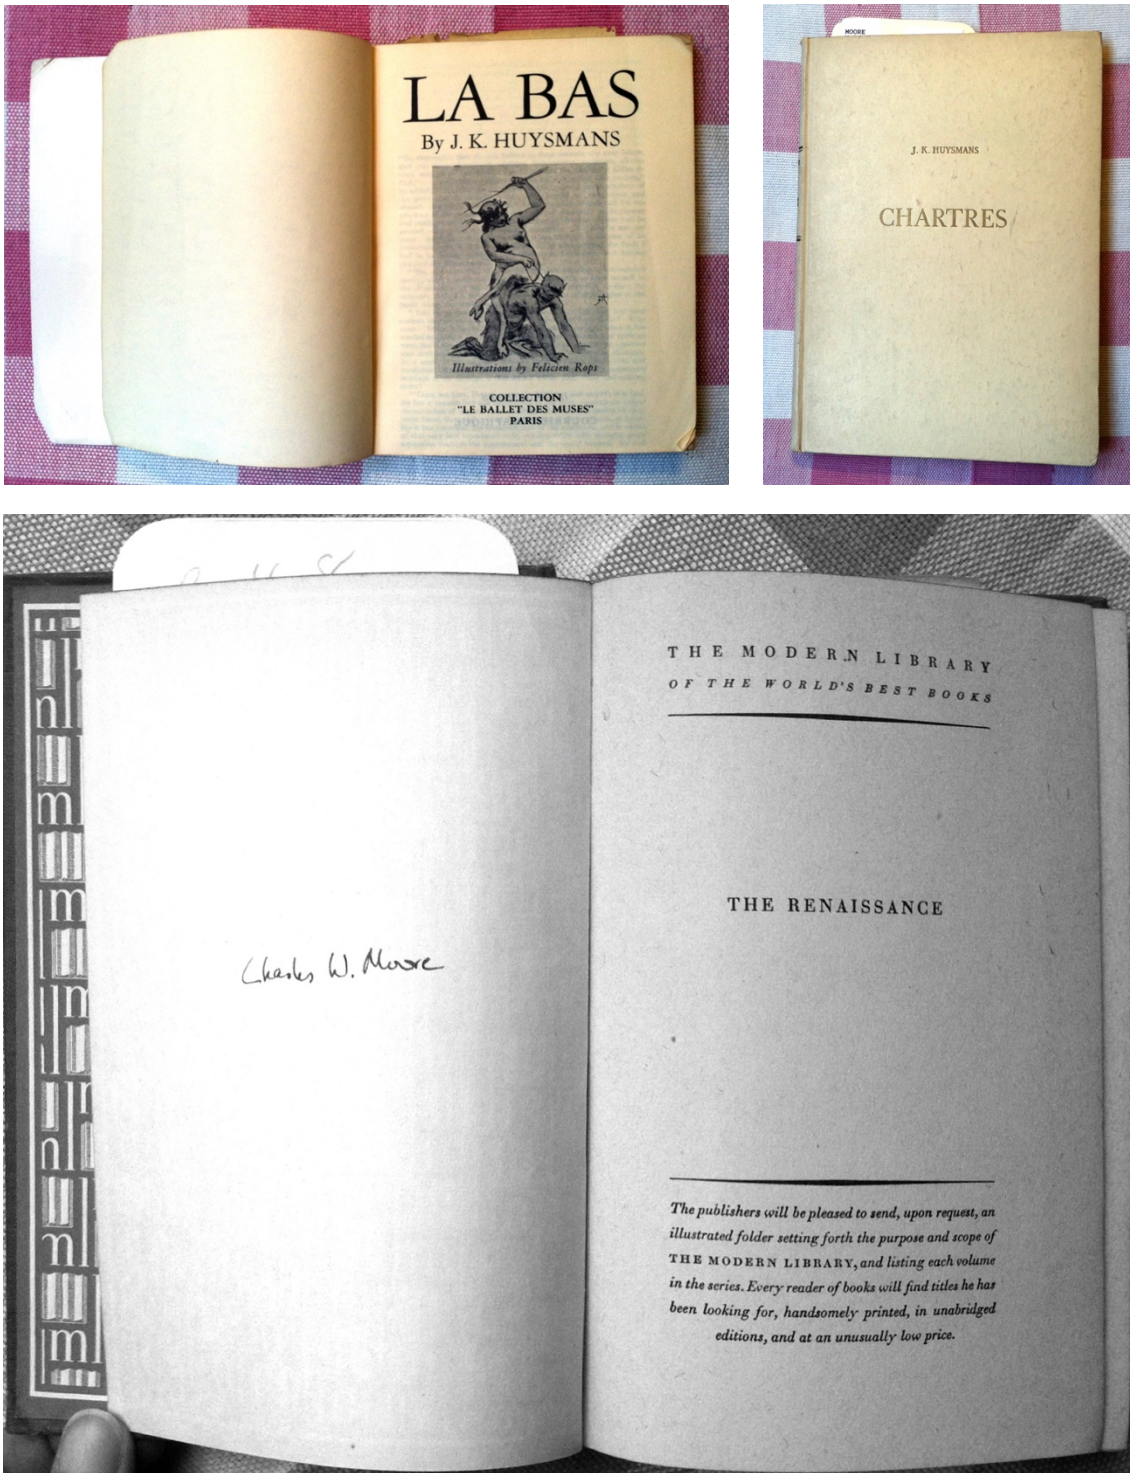 LA BAS
By J. K. HUYSMANS
Illustrations by Felicien Rops
COLLECTION
"LE BALLET DES MUSES"
PARIS
MOORE
J. K. HUYSMANS
CHARTRES
Charles W. Moore
THE MODERN LIBRARY
OF THE WORLD'S BEST BOOKS
THE RENAISSANCE
The publishers will be pleased to send, upon request, an
illustrated folder setting forth the purpose and scope of
THE MODERN LIBRARY, and listing each volume
in the series. Every reader of books will find titles he has
been looking for, handsomely printed, in unabridged
editions, and at an unusually low price.